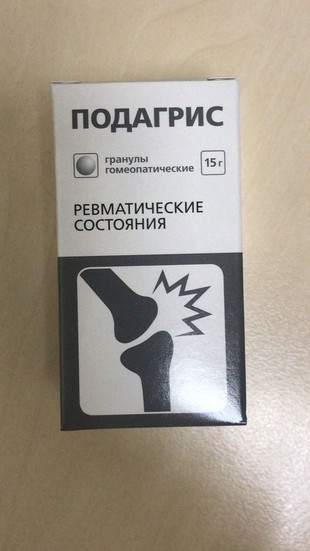 ПОДАГРИС
гранулы
гомеопатические
15 г
РЕВМАТИЧЕСКИЕ
СОСТОЯНИЯ